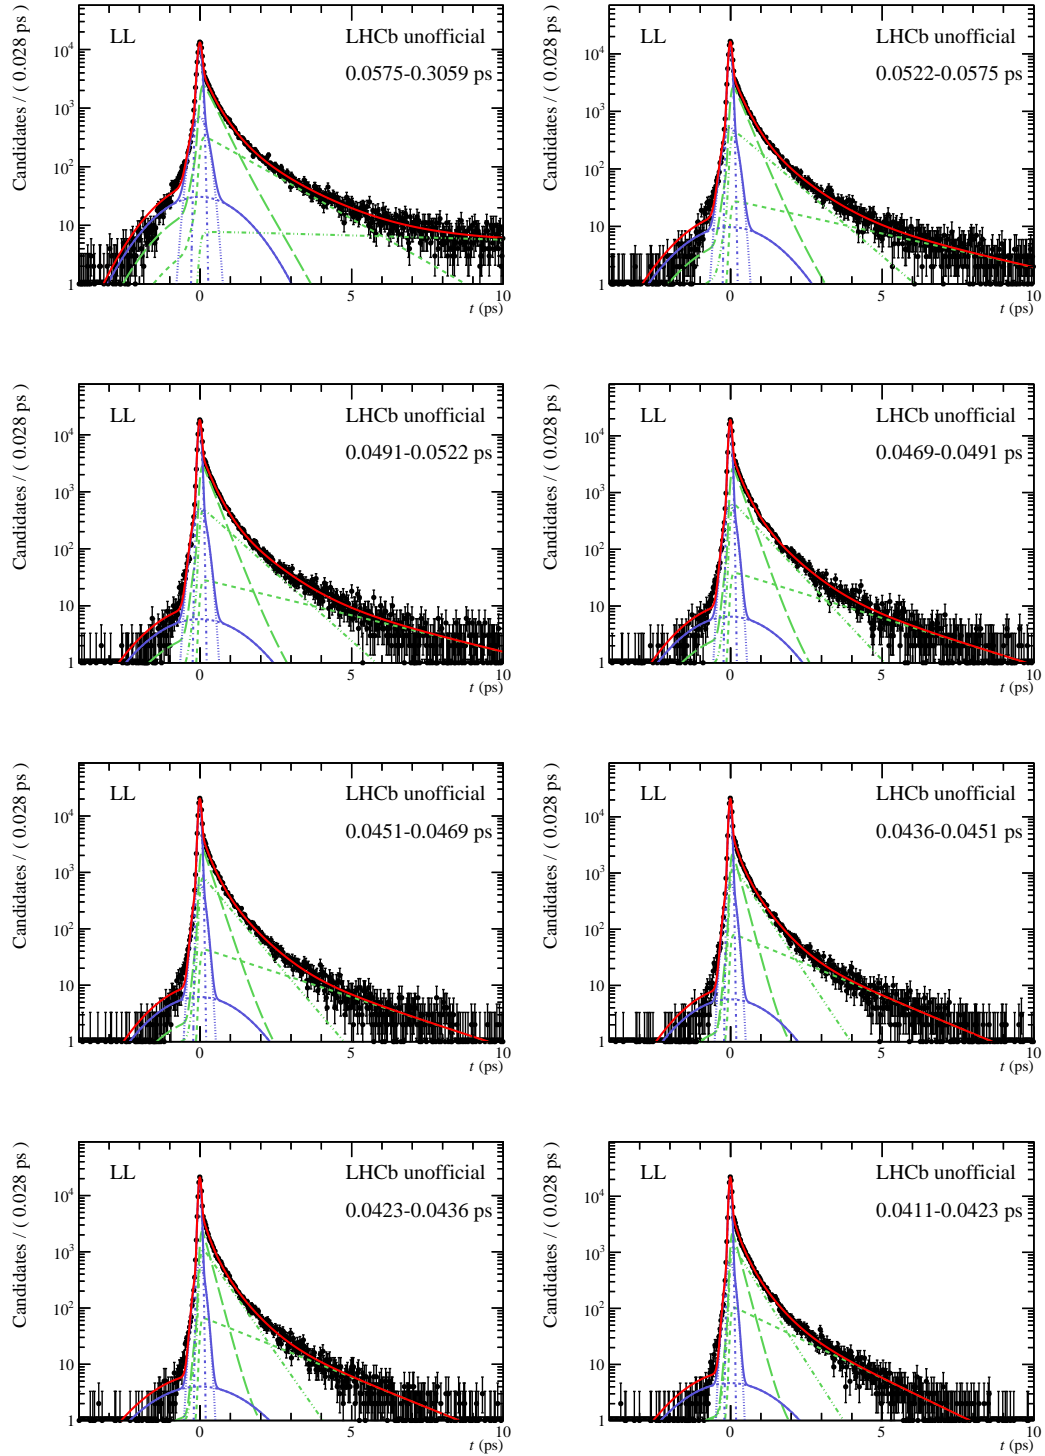 LL LHCb unofficial
0.0575-0.3059 ps
Candidates / ( 0.028 ps )
10^4
10^3
10^2
10
1
0 5 10
t (ps)
LL LHCb unofficial
0.0522-0.0575 ps
Candidates / ( 0.028 ps )
10^4
10^3
10^2
10
1
0 5 10
t (ps)
LL LHCb unofficial
0.0491-0.0522 ps
Candidates / ( 0.028 ps )
10^4
10^3
10^2
10
1
0 5 10
t (ps)
LL LHCb unofficial
0.0469-0.0491 ps
Candidates / ( 0.028 ps )
10^4
10^3
10^2
10
1
0 5 10
t (ps)
LL LHCb unofficial
0.0451-0.0469 ps
Candidates / ( 0.028 ps )
10^4
10^3
10^2
10
1
0 5 10
t (ps)
LL LHCb unofficial
0.0436-0.0451 ps
Candidates / ( 0.028 ps )
10^4
10^3
10^2
10
1
0 5 10
t (ps)
LL LHCb unofficial
0.0423-0.0436 ps
Candidates / ( 0.028 ps )
10^4
10^3
10^2
10
1
0 5 10
t (ps)
LL LHCb unofficial
0.0411-0.0423 ps
Candidates / ( 0.028 ps )
10^4
10^3
10^2
10
1
0 5 10
t (ps)